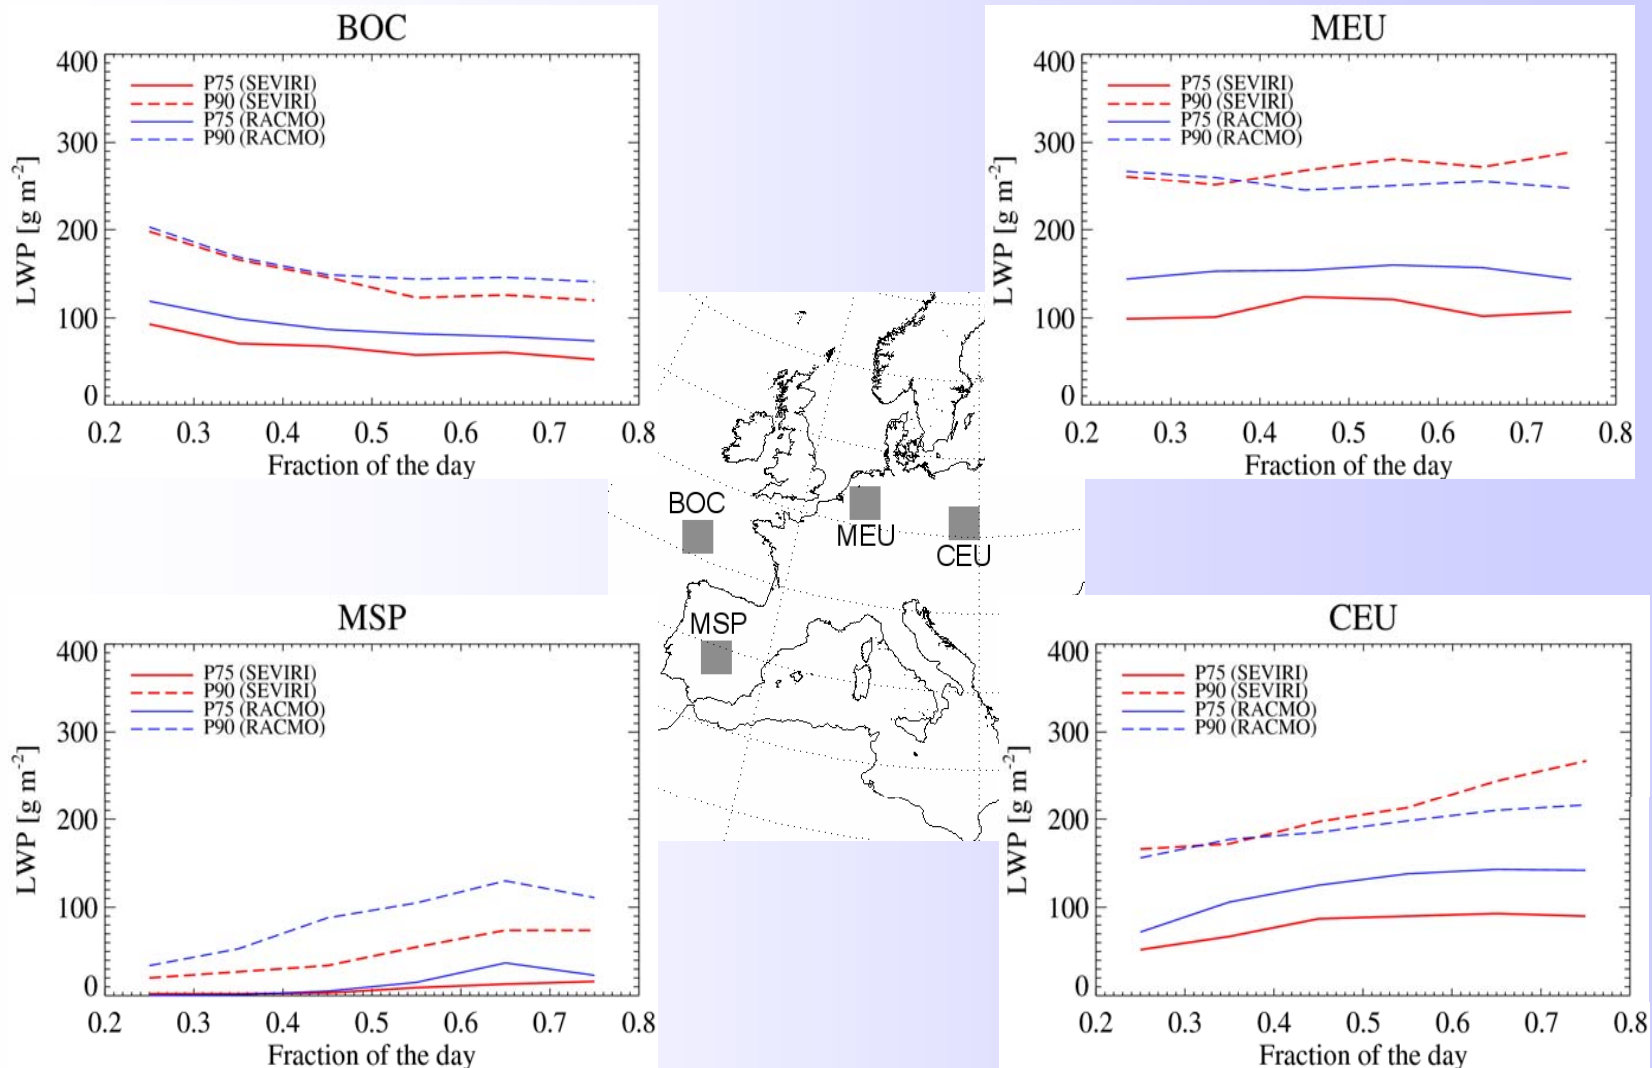 BOC
400
300
200
100
0
P75 (SEVIRI)
P90 (SEVIRI)
P75 (RACMO)
P90 (RACMO)
LWP [g m-2]
0.2 0.3 0.4 0.5 0.6 0.7 0.8
Fraction of the day
MEU
400
300
200
100
0
P75 (SEVIRI)
P90 (SEVIRI)
P75 (RACMO)
P90 (RACMO)
LWP [g m-2]
0.2 0.3 0.4 0.5 0.6 0.7 0.8
Fraction of the day
BOC
MEU
CEU
MSP
MSP
400
300
200
100
0
P75 (SEVIRI)
P90 (SEVIRI)
P75 (RACMO)
P90 (RACMO)
LWP [g m-2]
0.2 0.3 0.4 0.5 0.6 0.7 0.8
Fraction of the day
CEU
400
300
200
100
0
P75 (SEVIRI)
P90 (SEVIRI)
P75 (RACMO)
P90 (RACMO)
LWP [g m-2]
0.2 0.3 0.4 0.5 0.6 0.7 0.8
Fraction of the day